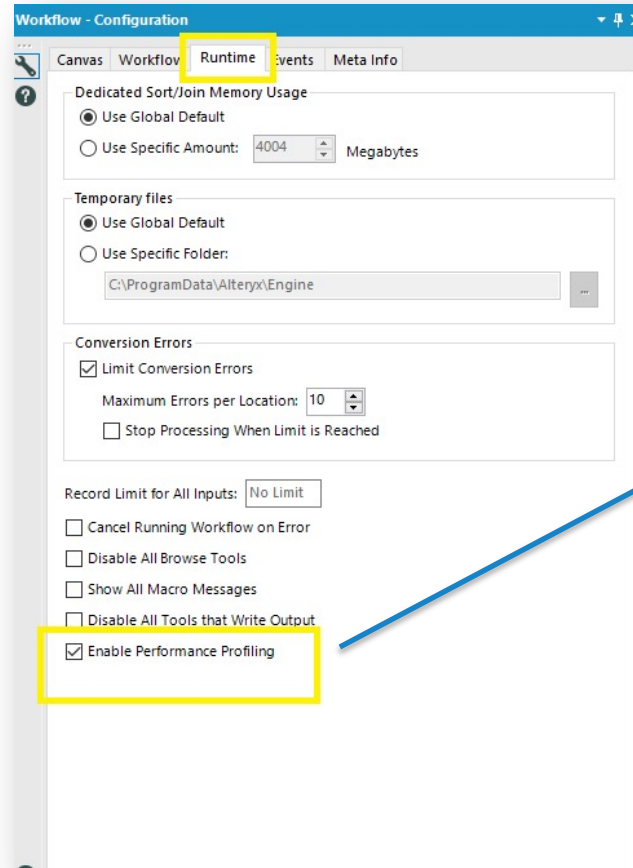 Workflow - Configuration
Canvas Workflow Runtime Events Meta Info
Dedicated Sort/Join Memory Usage
Use Global Default
Use Specific Amount: 4004 Megabytes
Temporary files
Use Global Default
Use Specific Folder:
C:\ProgramData\Alteryx\Engine ...
Conversion Errors
Limit Conversion Errors
Maximum Errors per Location: 10
Stop Processing When Limit is Reached
Record Limit for All Inputs: No Limit
Cancel Running Workflow on Error
Disable All Browse Tools
Show All Macro Messages
Disable All Tools that Write Output
Enable Performance Profiling